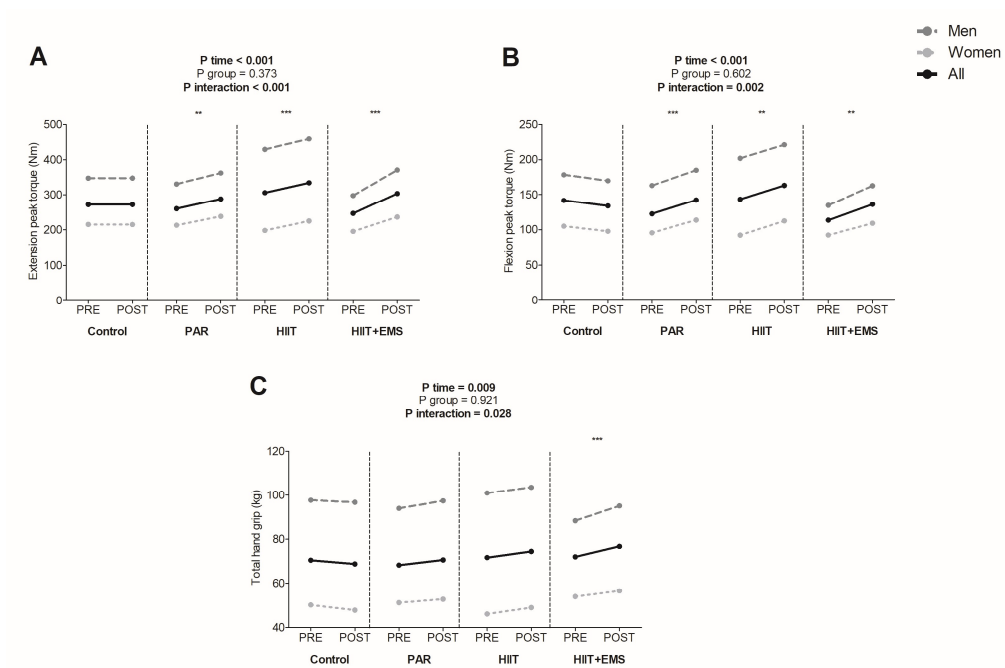 Men
Women
All
A
P time < 0.001
P group = 0.373
P interaction < 0.001
** *** ***
Extension peak torque (Nm)
500
400
300
200
100
0
PRE POST PRE POST PRE POST PRE POST
Control PAR HIIT HIIT+EMS
B
P time < 0.001
P group = 0.602
P interaction = 0.002
*** ** **
Flexion peak torque (Nm)
250
200
150
100
50
0
PRE POST PRE POST PRE POST PRE POST
Control PAR HIIT HIIT+EMS
C
P time = 0.009
P group = 0.921
P interaction = 0.028
***
Total hand grip (kg)
120
100
80
60
40
PRE POST PRE POST PRE POST PRE POST
Control PAR HIIT HIIT+EMS